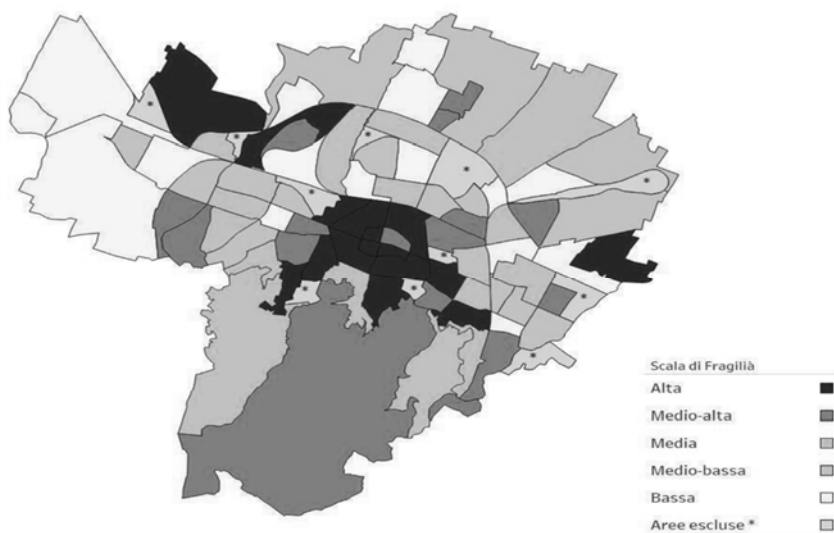 Scala di Fragilià
Alta
Medio-alta
Media
Medio-bassa
Bassa
Aree escluse *